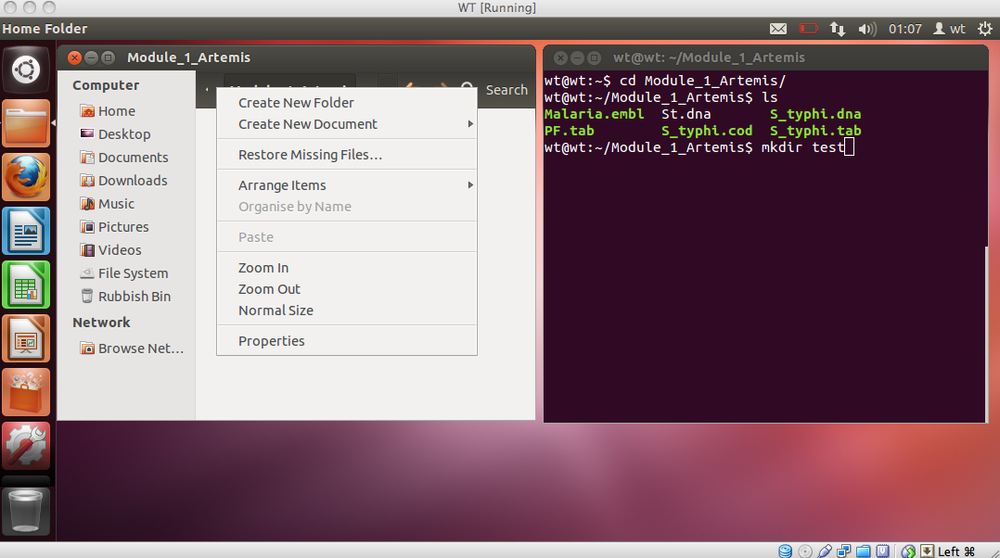 WT [Running]
Home Folder
01:07
wt
Module_1_Artemis
Computer
Home
Desktop
Documents
Downloads
Music
Pictures
Videos
File System
Rubbish Bin
Network
Browse Net...
Search
Create New Folder
Create New Document
Restore Missing Files...
Arrange Items
Organise by Name
Paste
Zoom In
Zoom Out
Normal Size
Properties
wt@wt: ~/Module_1_Artemis
wt@wt:~$ cd Module_1_Artemis/
wt@wt:~/Module_1_Artemis$ ls
Malaria.embl St.dna S_typhi.dna
PF.tab S_typhi.cod S_typhi.tab
wt@wt:~/Module_1_Artemis$ mkdir test
Left ⌘